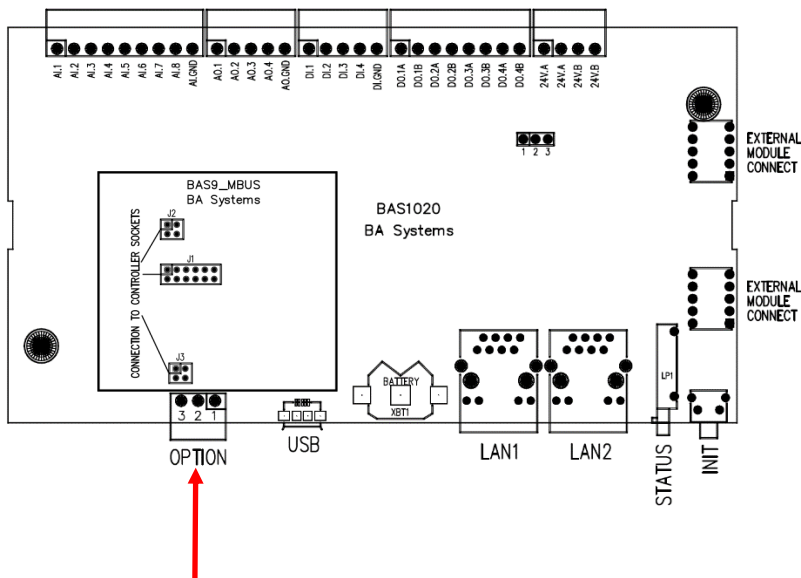 AI.1 AI.2 AI.3 AI.4 AI.5 AI.6 AI.7 AI.8 AI.GND AO.1 AO.2 AO.3 AO.4 AO.GND DI.1 DI.2 DI.3 DI.4 DI.GND DO.1A DO.1B DO.2A DO.2B DO.3A DO.3B DO.4A DO.4B 24V.A 24V.A 24V.B 24V.B
1 2 3
EXTERNAL
MODULE
CONNECT
BAS9_MBUS
BA Systems
BAS1020
BA Systems
CONNECTION TO CONTROLLER SOCKETS
J2
J1
J3
EXTERNAL
MODULE
CONNECT
BATTERY
XBT1
LP1
3 2 1
OPTION
USB
LAN1
LAN2
STATUS
INIT